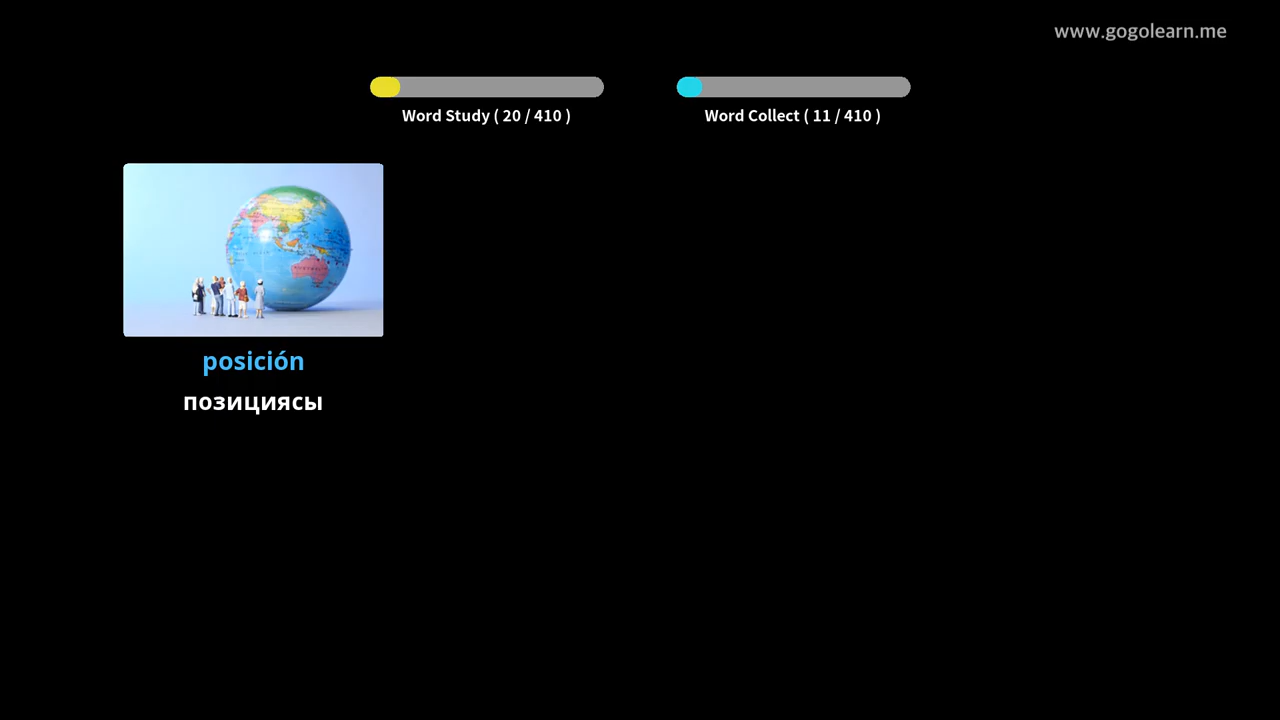 www.gogolearn.me
Word Study ( 20 / 410 )
Word Collect ( 11 / 410 )
posición
позициясы